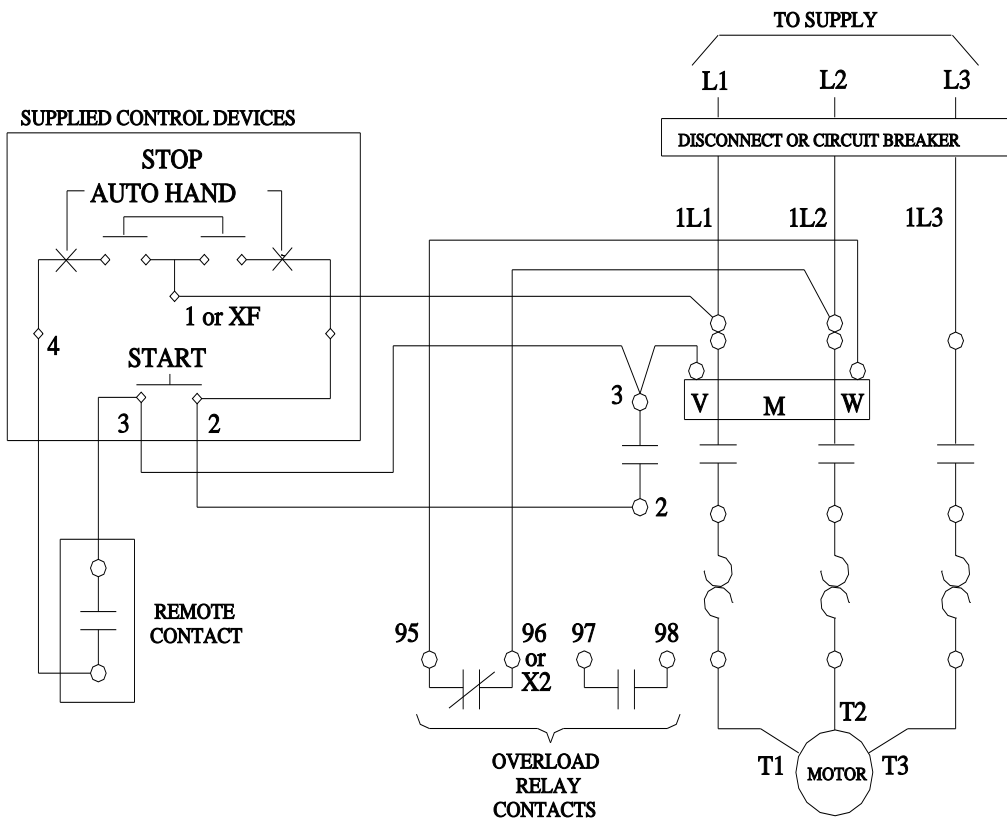 TO SUPPLY
L1 L2 L3
SUPPLIED CONTROL DEVICES
DISCONNECT OR CIRCUIT BREAKER
STOP
AUTO HAND
1L1 1L2 1L3
1 or XF
4
START
3 2
3
V M W
2
REMOTE
CONTACT
95 96 97 98
or
X2
T2
T1 MOTOR T3
OVERLOAD
RELAY
CONTACTS